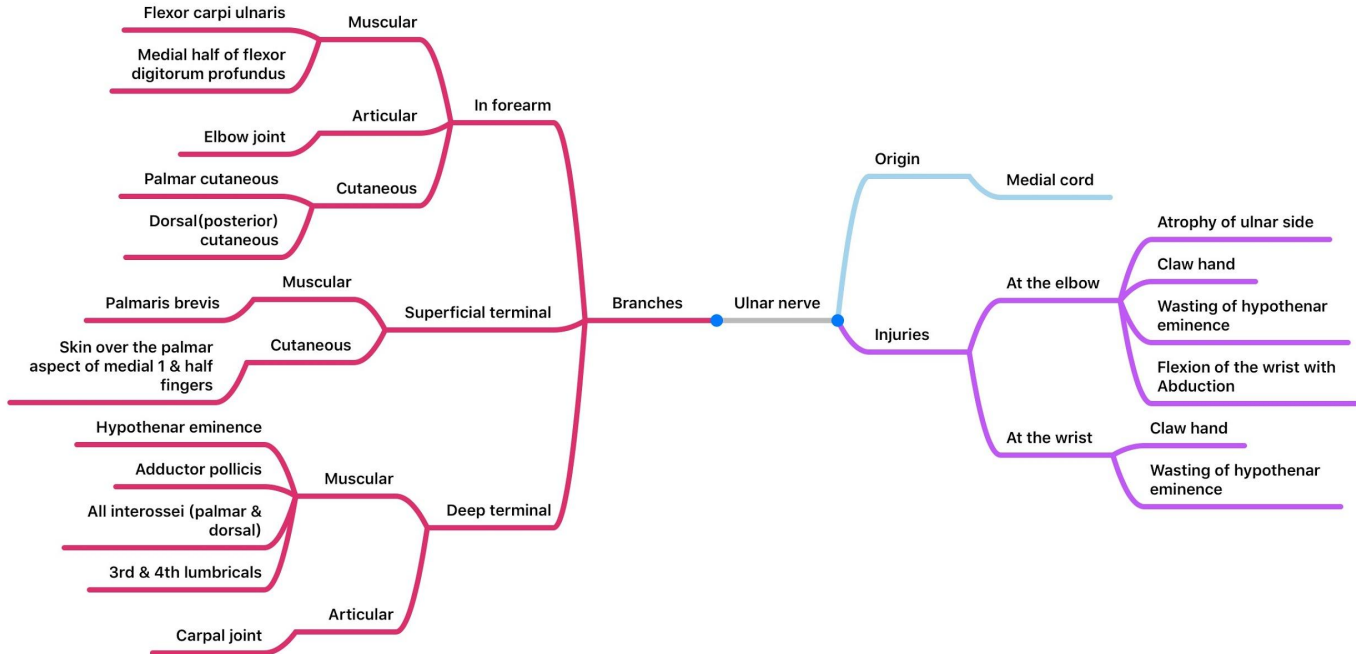 Flexor carpi ulnaris
Muscular
Medial half of flexor
digitorum profundus
In forearm
Articular
Elbow joint
Palmar cutaneous
Cutaneous
Dorsal(posterior)
cutaneous
Muscular
Palmaris brevis
Superficial terminal
Skin over the palmar
aspect of medial 1 & half
fingers
Cutaneous
Hypothenar eminence
Adductor pollicis
Muscular
All interossei (palmar &
dorsal)
3rd & 4th lumbricals
Deep terminal
Articular
Carpal joint
Branches
Ulnar nerve
Origin
Medial cord
Injuries
At the elbow
Atrophy of ulnar side
Claw hand
Wasting of hypothenar
eminence
Flexion of the wrist with
Abduction
At the wrist
Claw hand
Wasting of hypothenar
eminence